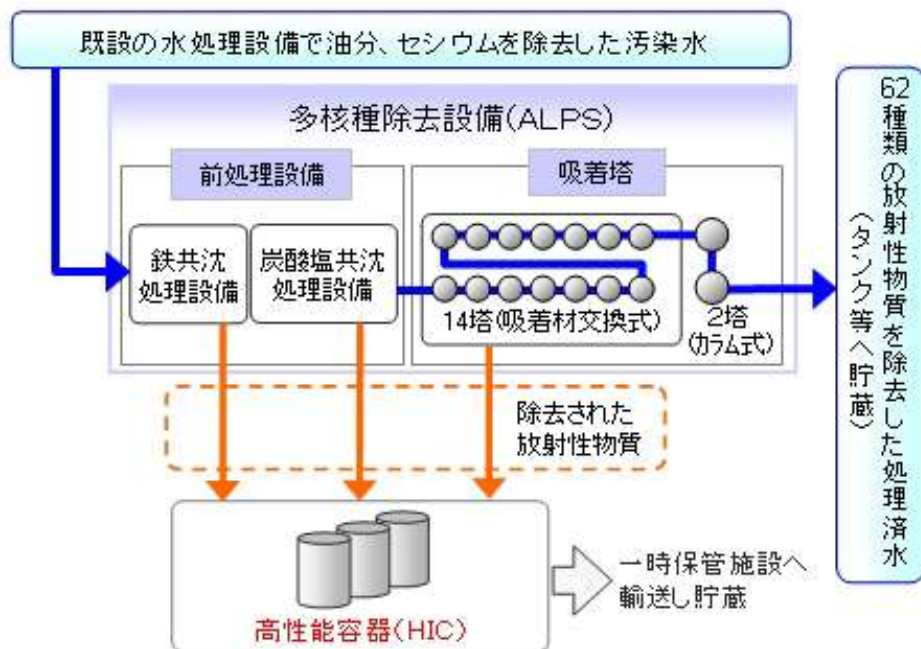 既設の水処理設備で油分、セシウムを除去した汚染水
多核種除去設備(ALPS)
前処理設備
吸着塔
鉄共沈
処理設備
炭酸塩共沈
処理設備
14塔(吸着材交換式)
2塔
(カラム式)
62種類の放射性物質を除去した処理済水
(タンク等へ貯蔵)
除去された
放射性物質
高性能容器(HIC)
一時保管施設へ
輸送し貯蔵